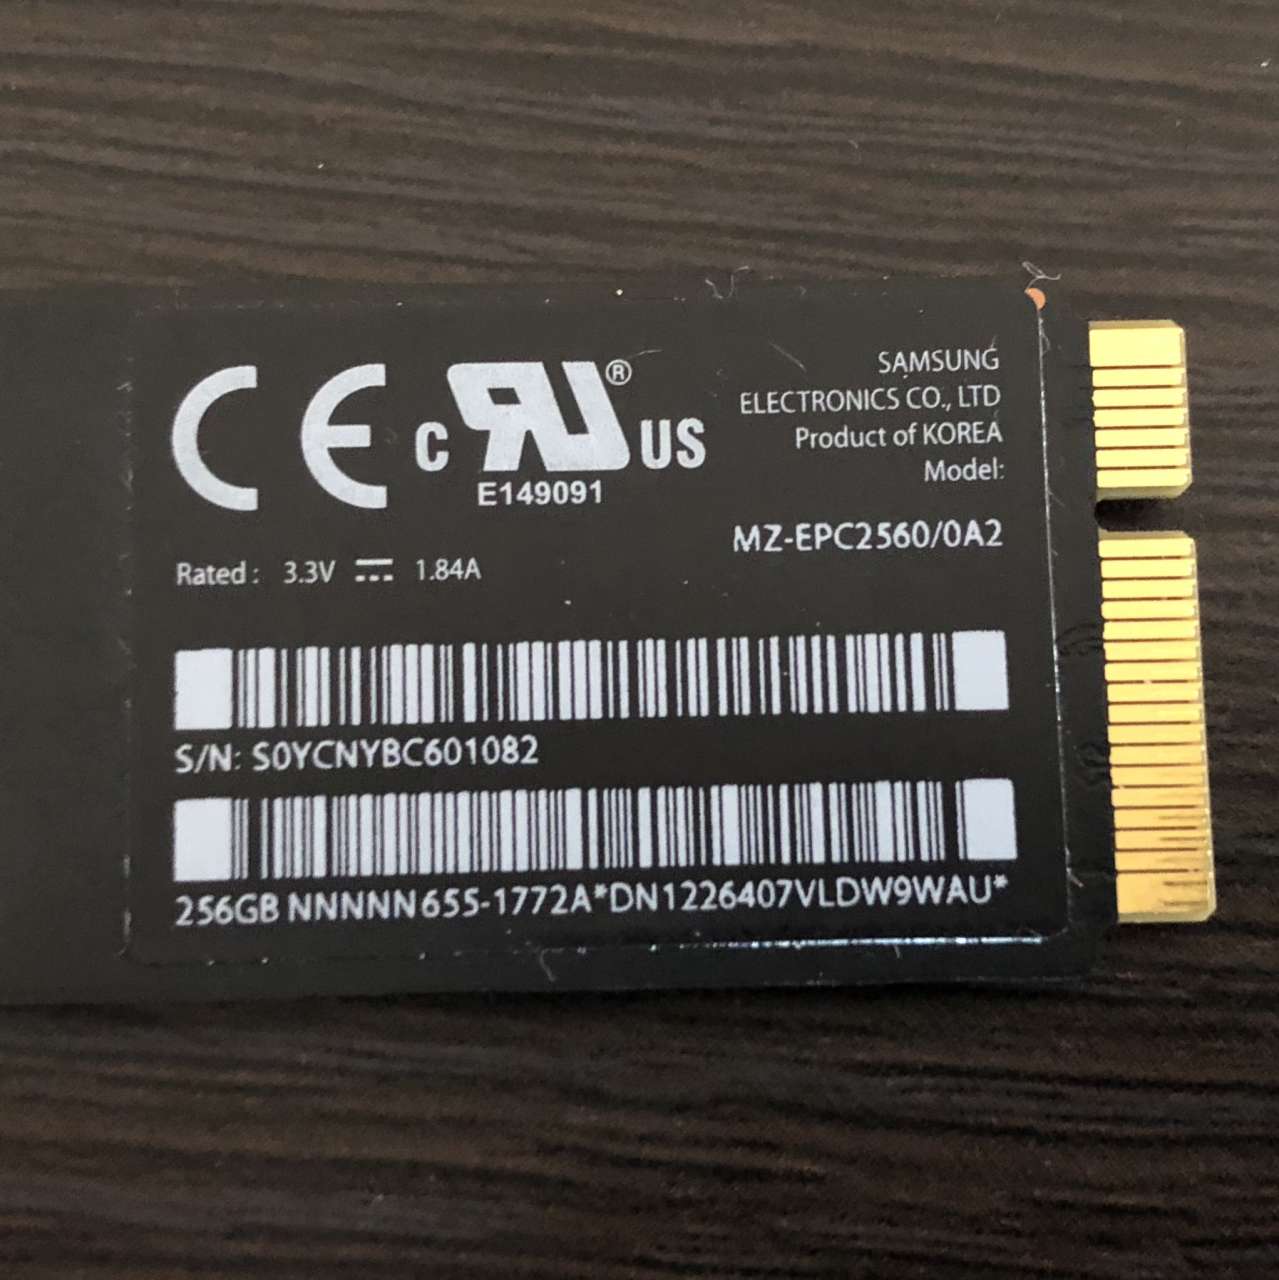 CE c RU® US
E149091
SAMSUNG
ELECTRONICS CO., LTD
Product of KOREA
Model:
MZ-EPC2560/0A2
Rated : 3.3V 1.84A
S/N: S0YCNYBC601082
256GB NNNNN655-1772A*DN1226407VLDW9WAU*